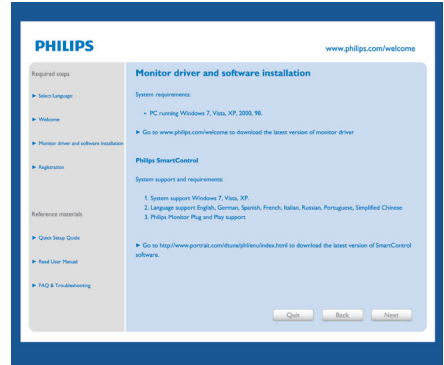 PHILIPS
www.philips.com/welcome
Required steps
► Select Language
► Welcome
► Monitor driver and software installation
► Registration
Reference materials
► Quick Setup Guide
► Read User Manual
► FAQ & Troubleshooting
Monitor driver and software installation
System requirements:
• PC running Windows 7, Vista, XP, 2000, 98.
► Go to www.philips.com/welcome to download the latest version of monitor driver
Philips SmartControl
System support and requirements:
1. System support Windows 7, Vista, XP.
2. Language support English, German, Spanish, French, Italian, Russian, Portuguese, Simplified Chinese
3. Philips Monitor Plug and Play support
► Go to http://www.portrait.com/dtune/phl/enu/index.html to download the latest version of SmartControl
software.
Quit
Back
Next